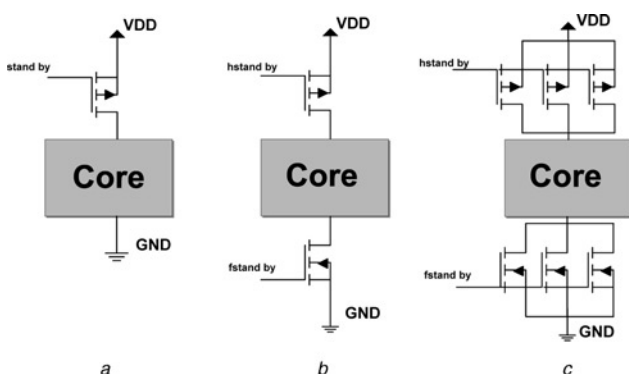 VDD
stand by
Core
GND
a
VDD
hstand by
Core
fstand by
GND
b
VDD
hstand by
Core
fstand by
GND
c